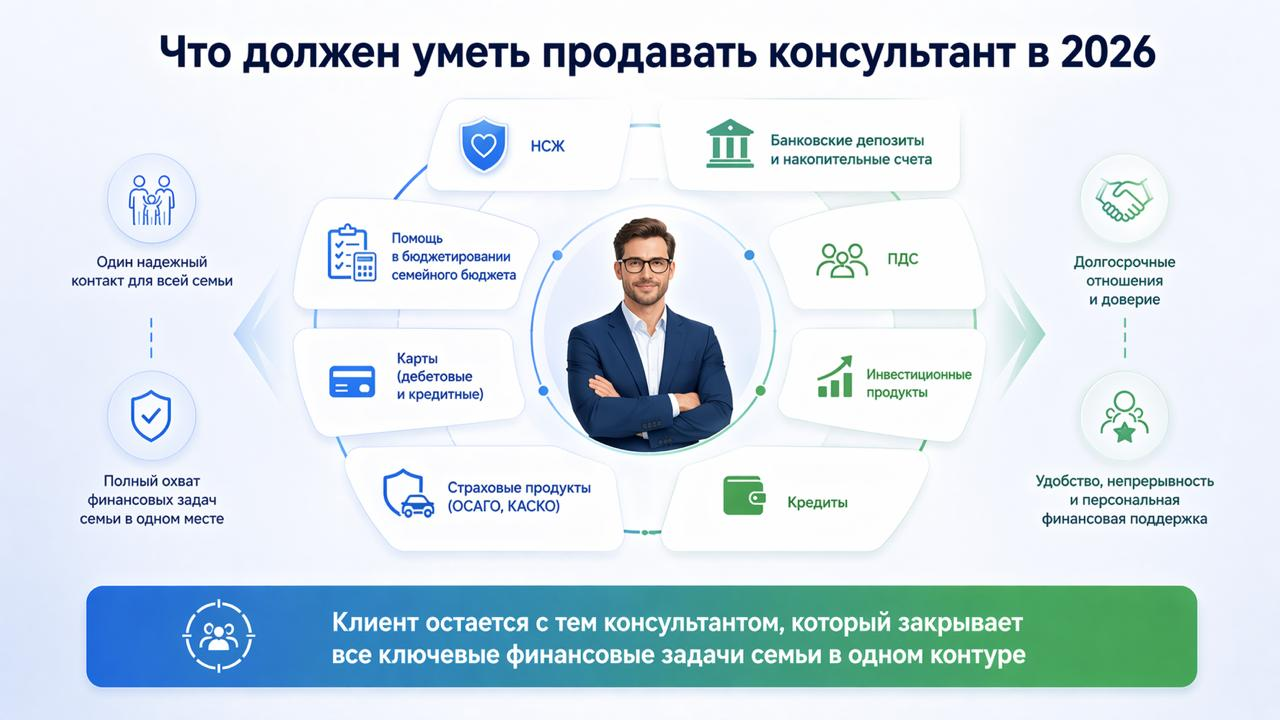 Что должен уметь продавать консультант в 2026
НСЖ
Банковские депозиты
и накопительные счета
Помощь
в бюджетировании
семейного бюджета
ПДС
Карты
(дебетовые
и кредитные)
Инвестиционные
продукты
Страховые продукты
(ОСАГО, КАСКО)
Кредиты
Один надежный
контакт для всей семьи
Полный охват
финансовых задач
семьи в одном месте
Долгосрочные
отношения
и доверие
Удобство, непрерывность
и персональная
финансовая поддержка
Клиент остается с тем консультантом, который закрывает
все ключевые финансовые задачи семьи в одном контуре